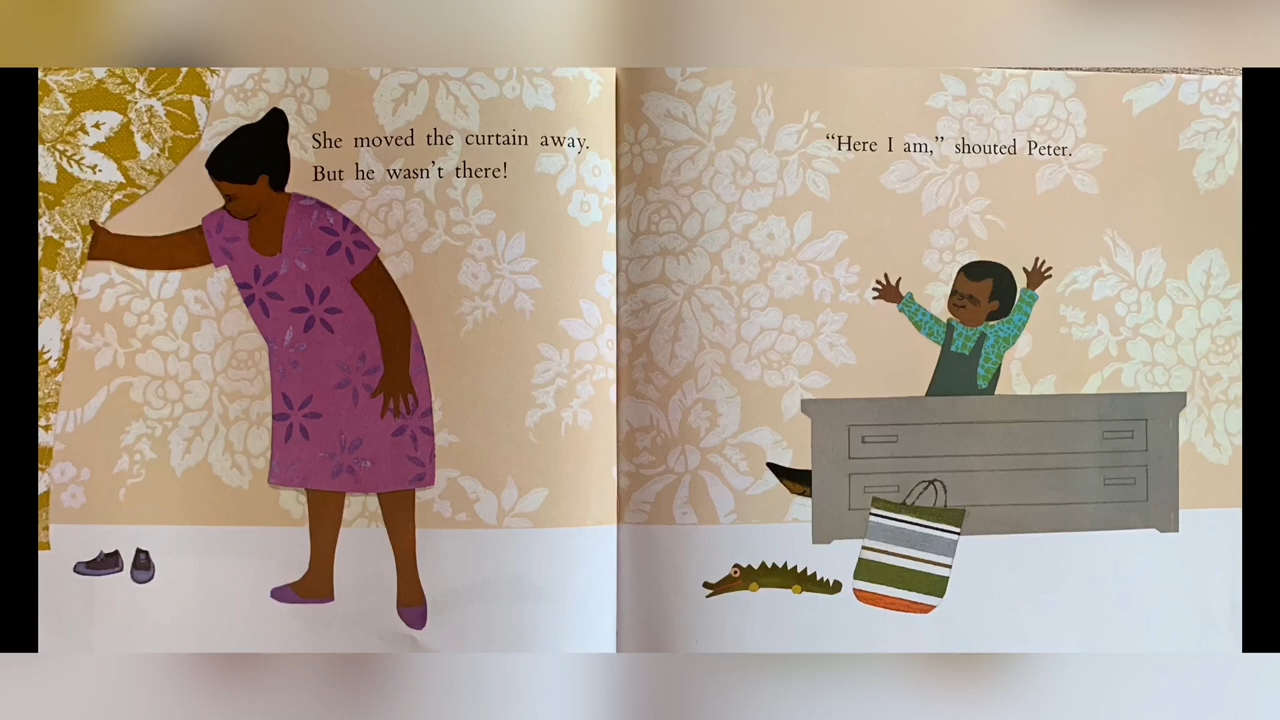 She moved the curtain away.
But he wasn't there!
“Here I am,” shouted Peter.